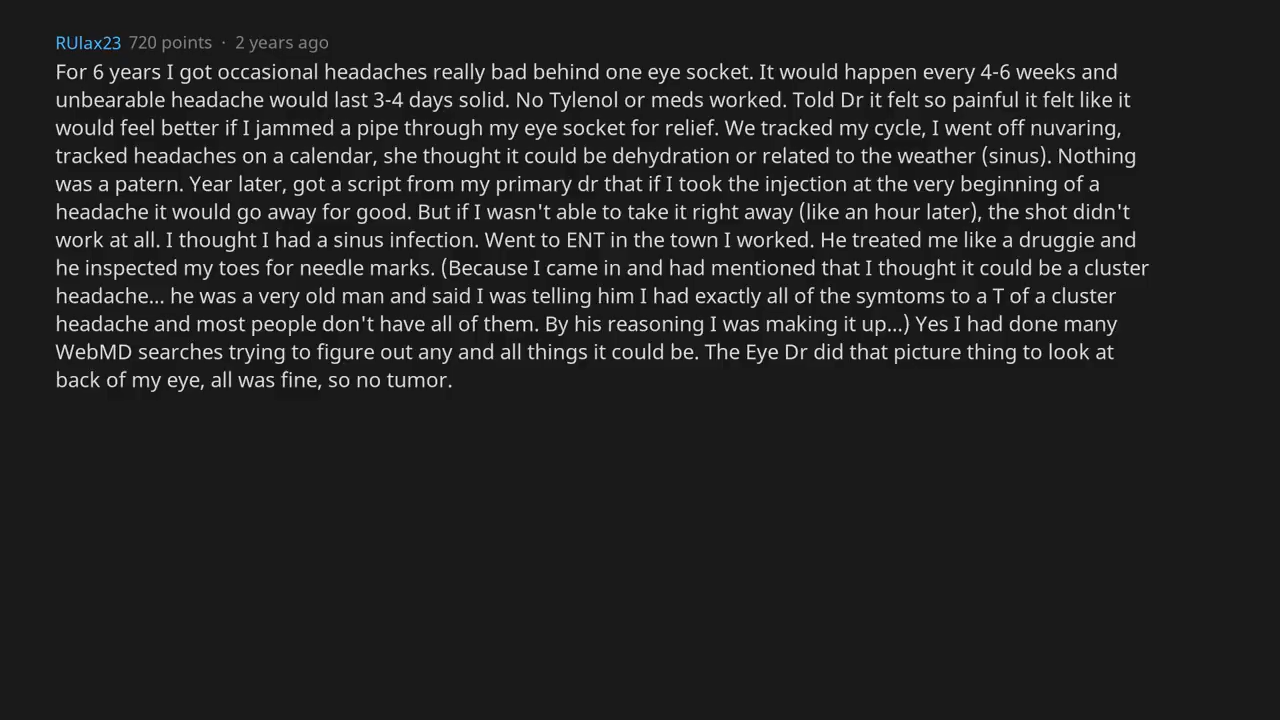 RUlax23 720 points · 2 years ago
For 6 years I got occasional headaches really bad behind one eye socket. It would happen every 4-6 weeks and
unbearable headache would last 3-4 days solid. No Tylenol or meds worked. Told Dr it felt so painful it felt like it
would feel better if I jammed a pipe through my eye socket for relief. We tracked my cycle, I went off nuvaring,
tracked headaches on a calendar, she thought it could be dehydration or related to the weather (sinus). Nothing
was a patern. Year later, got a script from my primary dr that if I took the injection at the very beginning of a
headache it would go away for good. But if I wasn't able to take it right away (like an hour later), the shot didn't
work at all. I thought I had a sinus infection. Went to ENT in the town I worked. He treated me like a druggie and
he inspected my toes for needle marks. (Because I came in and had mentioned that I thought it could be a cluster
headache... he was a very old man and said I was telling him I had exactly all of the symtoms to a T of a cluster
headache and most people don't have all of them. By his reasoning I was making it up...) Yes I had done many
WebMD searches trying to figure out any and all things it could be. The Eye Dr did that picture thing to look at
back of my eye, all was fine, so no tumor.